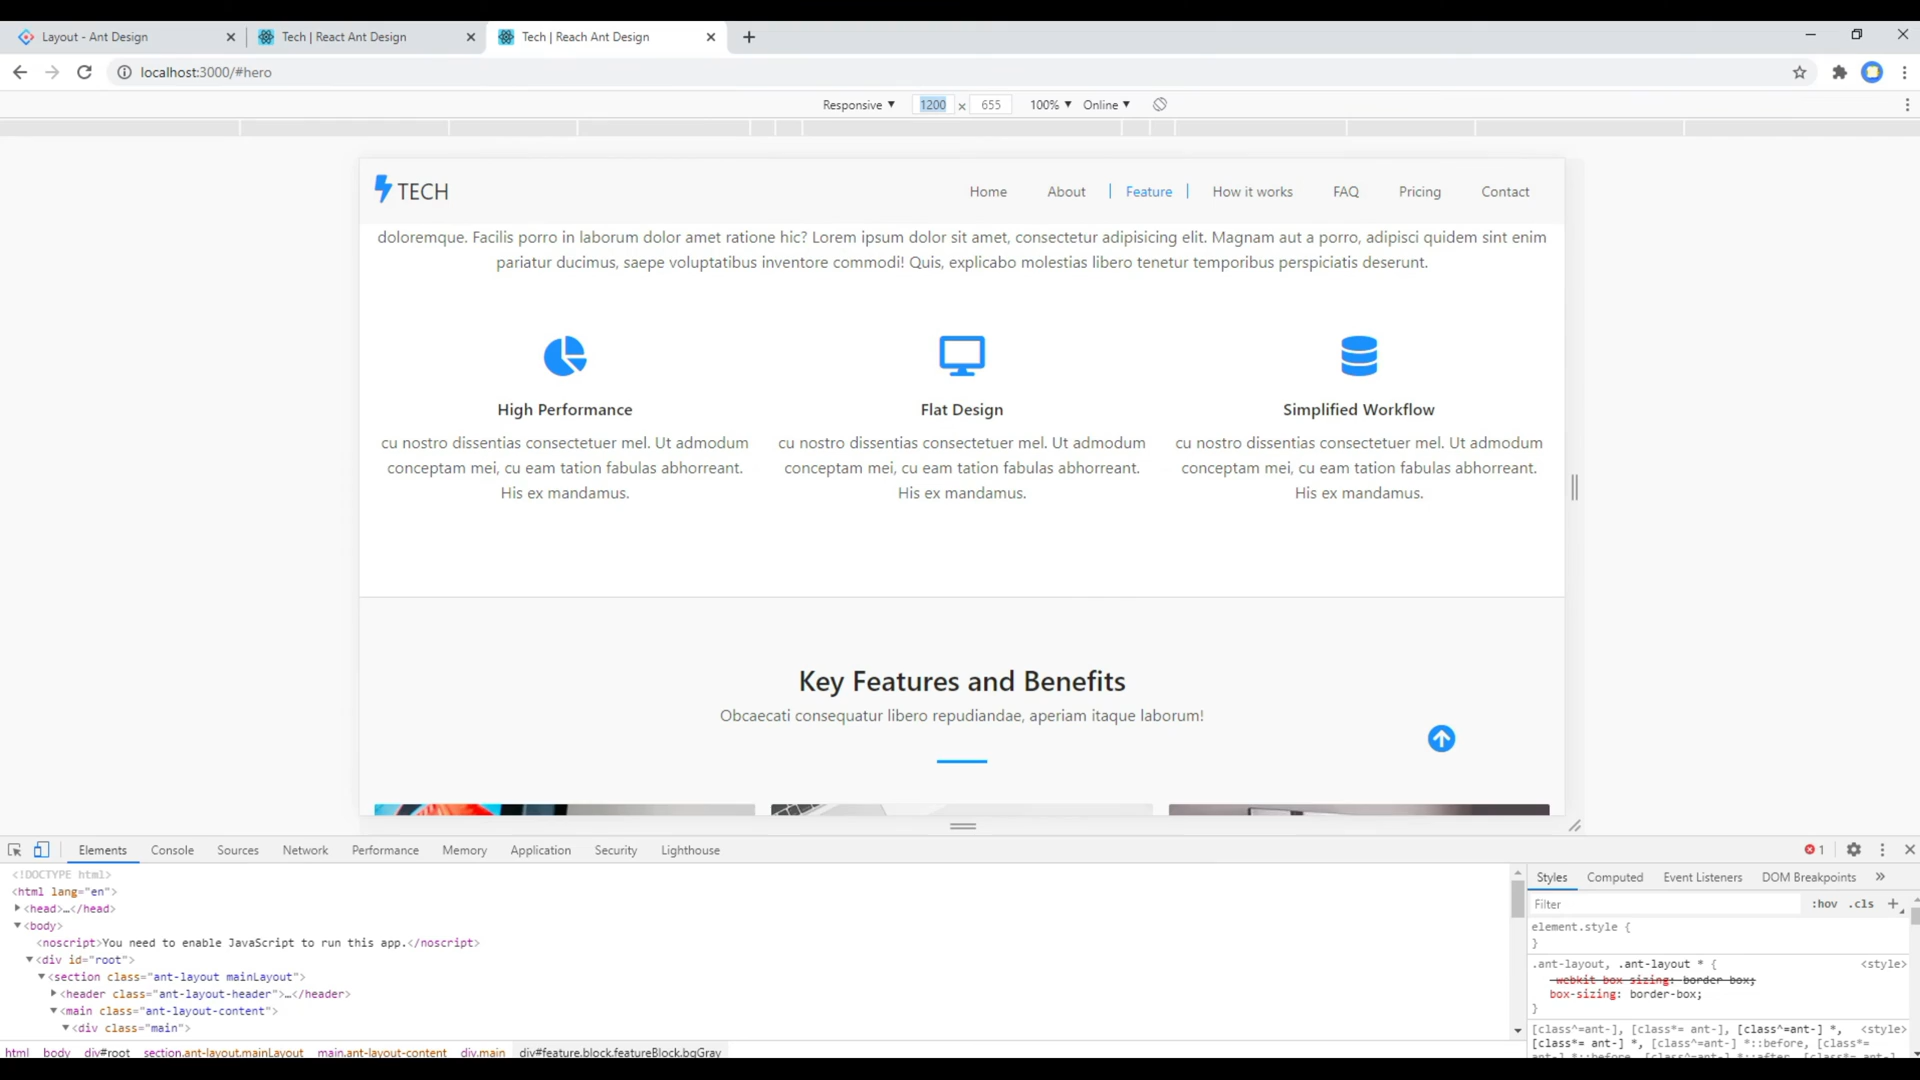 Layout - Ant Design
Tech | React Ant Design
Tech | Reach Ant Design
localhost:3000/#hero
Responsive 1200 × 655 100% Online
TECH
Home About Feature How it works FAQ Pricing Contact
doloremque. Facilis porro in laborum dolor amet ratione hic? Lorem ipsum dolor sit amet, consectetur adipisicing elit. Magnam aut a porro, adipisci quidem sint enim
pariatur ducimus, saepe voluptatibus inventore commodi! Quis, explicabo molestias libero tenetur temporibus perspiciatis deserunt.
High Performance
cu nostro dissentias consectetuer mel. Ut admodum
conceptam mei, cu eam tation fabulas abhorreant.
His ex mandamus.
Flat Design
cu nostro dissentias consectetuer mel. Ut admodum
conceptam mei, cu eam tation fabulas abhorreant.
His ex mandamus.
Simplified Workflow
cu nostro dissentias consectetuer mel. Ut admodum
conceptam mei, cu eam tation fabulas abhorreant.
His ex mandamus.
Key Features and Benefits
Obcaecati consequatur libero repudiandae, aperiam itaque laborum!
Elements Console Sources Network Performance Memory Application Security Lighthouse
1
<!DOCTYPE html>
<html lang="en">
<head>…</head>
<body>
<noscript>You need to enable JavaScript to run this app.</noscript>
<div id="root">
<section class="ant-layout mainLayout">
<header class="ant-layout-header">…</header>
<main class="ant-layout-content">
<div class="main">
html body div#root section.ant-layout.mainLayout main.ant-layout-content div.main div#feature.block.featureBlock.bgGray
Styles Computed Event Listeners DOM Breakpoints »
Filter :hov .cls +
element.style {
}
.ant-layout, .ant-layout * { <style>
-webkit-box-sizing: border-box;
box-sizing: border-box;
}
[class^=ant-], [class*= ant-], [class^=ant-] *, <style>
[class*= ant-] *, [class^=ant-] *::before, [class*=
ant-] *::before, [class^=ant-] *::after, [class*= ant-]